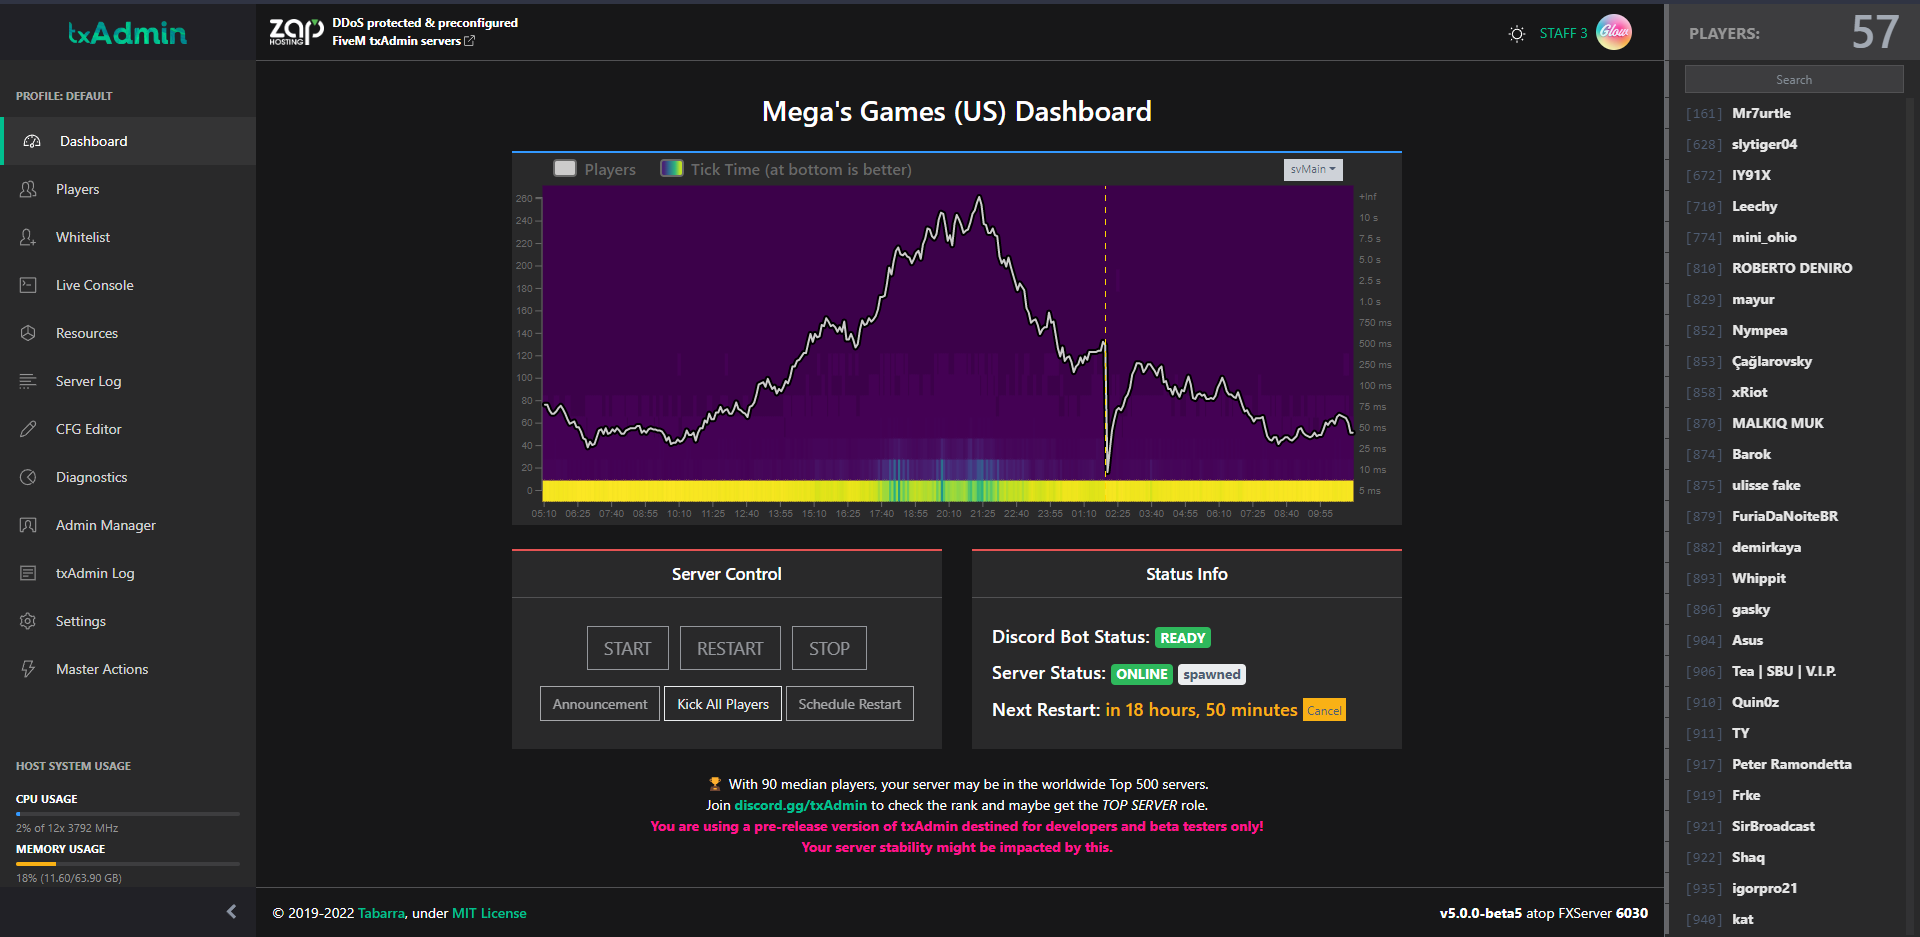 txAdmin
PROFILE: DEFAULT
Dashboard
Players
Whitelist
Live Console
Resources
Server Log
CFG Editor
Diagnostics
Admin Manager
txAdmin Log
Settings
Master Actions
HOST SYSTEM USAGE
CPU USAGE
2% of 12x 3792 MHz
MEMORY USAGE
18% (11.60/63.90 GB)
ZAP HOSTING
DDoS protected & preconfigured
FiveM txAdmin servers
STAFF 3
Glow
Mega's Games (US) Dashboard
Players
Tick Time (at bottom is better)
svMain
260
240
220
200
180
160
140
120
100
80
60
40
20
0
+Inf
10 s
7.5 s
5.0 s
2.5 s
1.0 s
750 ms
500 ms
250 ms
100 ms
75 ms
50 ms
25 ms
10 ms
5 ms
05:10 06:25 07:40 08:55 10:10 11:25 12:40 13:55 15:10 16:25 17:40 18:55 20:10 21:25 22:40 23:55 01:10 02:25 03:40 04:55 06:10 07:25 08:40 09:55
Server Control
START RESTART STOP
Announcement Kick All Players Schedule Restart
Status Info
Discord Bot Status: READY
Server Status: ONLINE spawned
Next Restart: in 18 hours, 50 minutes Cancel
🏆 With 90 median players, your server may be in the worldwide Top 500 servers.
Join discord.gg/txAdmin to check the rank and maybe get the TOP SERVER role.
You are using a pre-release version of txAdmin destined for developers and beta testers only!
Your server stability might be impacted by this.
© 2019-2022 Tabarra, under MIT License
v5.0.0-beta5 atop FXServer 6030
PLAYERS: 57
Search
[161] Mr7urtle
[628] slytiger04
[672] IY91X
[710] Leechy
[774] mini_ohio
[810] ROBERTO DENIRO
[829] mayur
[852] Nympea
[853] Çağlarovsky
[858] xRiot
[870] MALKIQ MUK
[874] Barok
[875] ulisse fake
[879] FuriaDaNoiteBR
[882] demirkaya
[893] Whippit
[896] gasky
[904] Asus
[906] Tea | SBU | V.I.P.
[910] Quin0z
[911] TY
[917] Peter Ramondetta
[919] Frke
[921] SirBroadcast
[922] Shaq
[935] igorpro21
[940] kat